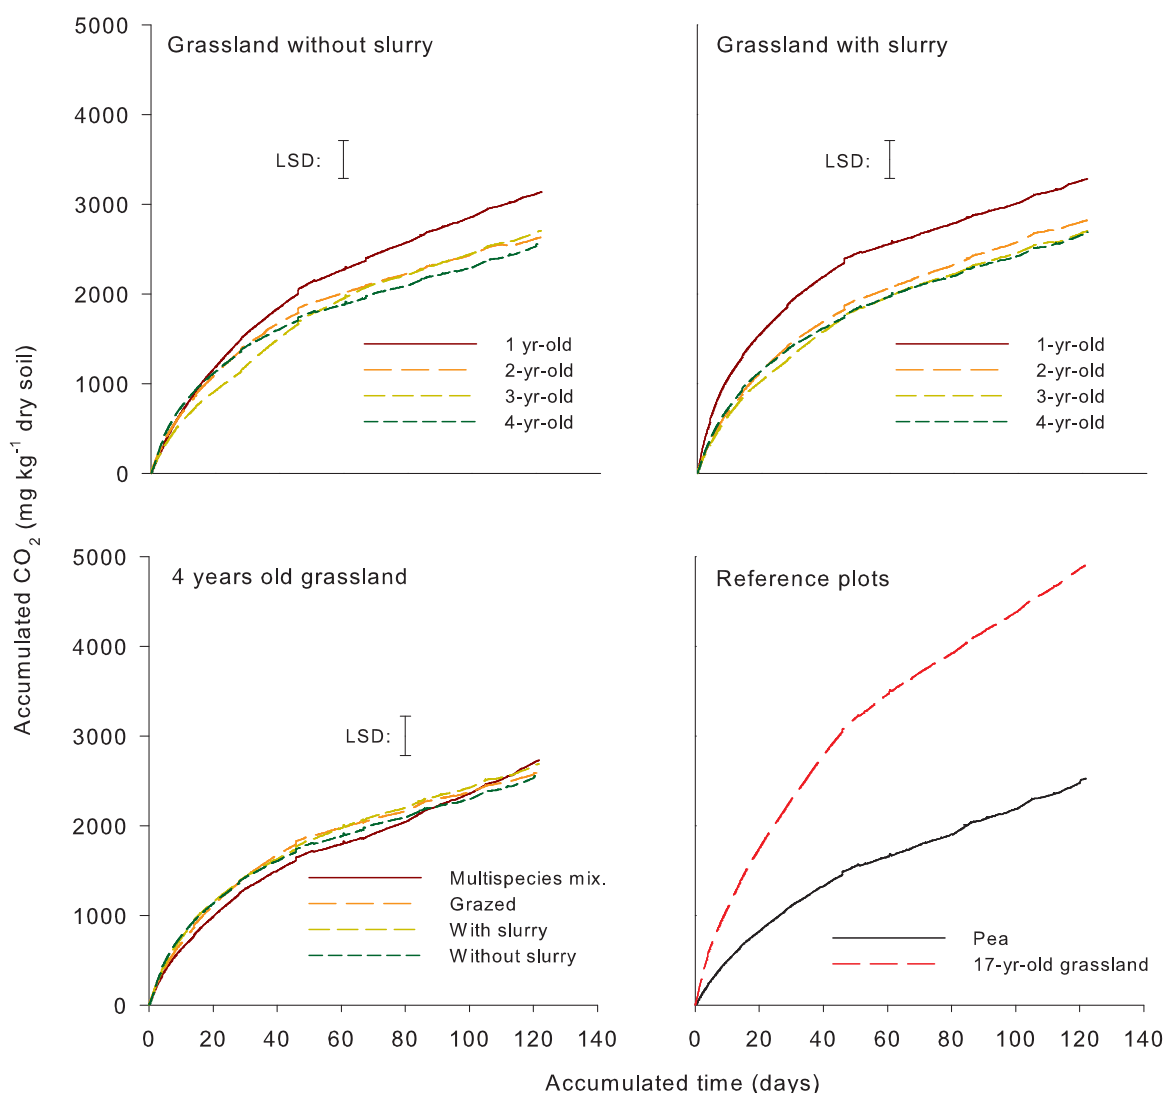 5000
4000
3000
2000
1000
0
Grassland without slurry
LSD:
1 yr-old
2-yr-old
3-yr-old
4-yr-old
Grassland with slurry
LSD:
1-yr-old
2-yr-old
3-yr-old
4-yr-old
Accumulated CO2 (mg kg-1 dry soil)
5000
4000
3000
2000
1000
0
4 years old grassland
LSD:
Multispecies mix.
Grazed
With slurry
Without slurry
0 20 40 60 80 100 120 140
Reference plots
Pea
17-yr-old grassland
0 20 40 60 80 100 120 140
Accumulated time (days)